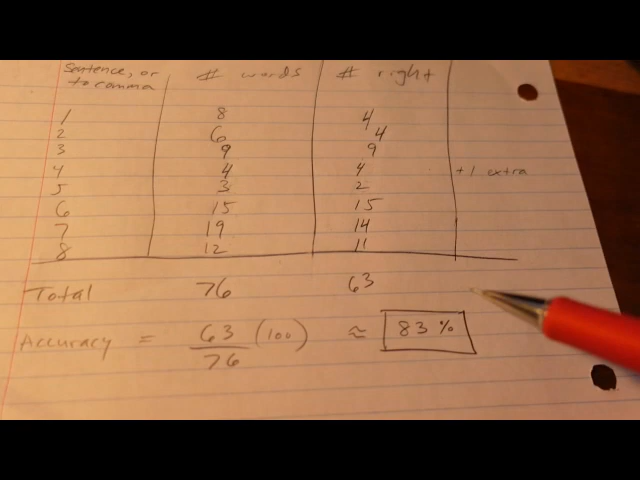 Sentence, or to comma # words # right
1 8 4
2 6 4
3 9 9
4 4 4 +1 extra
5 3 2
6 15 15
7 19 14
8 12 11
Total 76 63
Accuracy = 63/76 (100) ≈ 83%